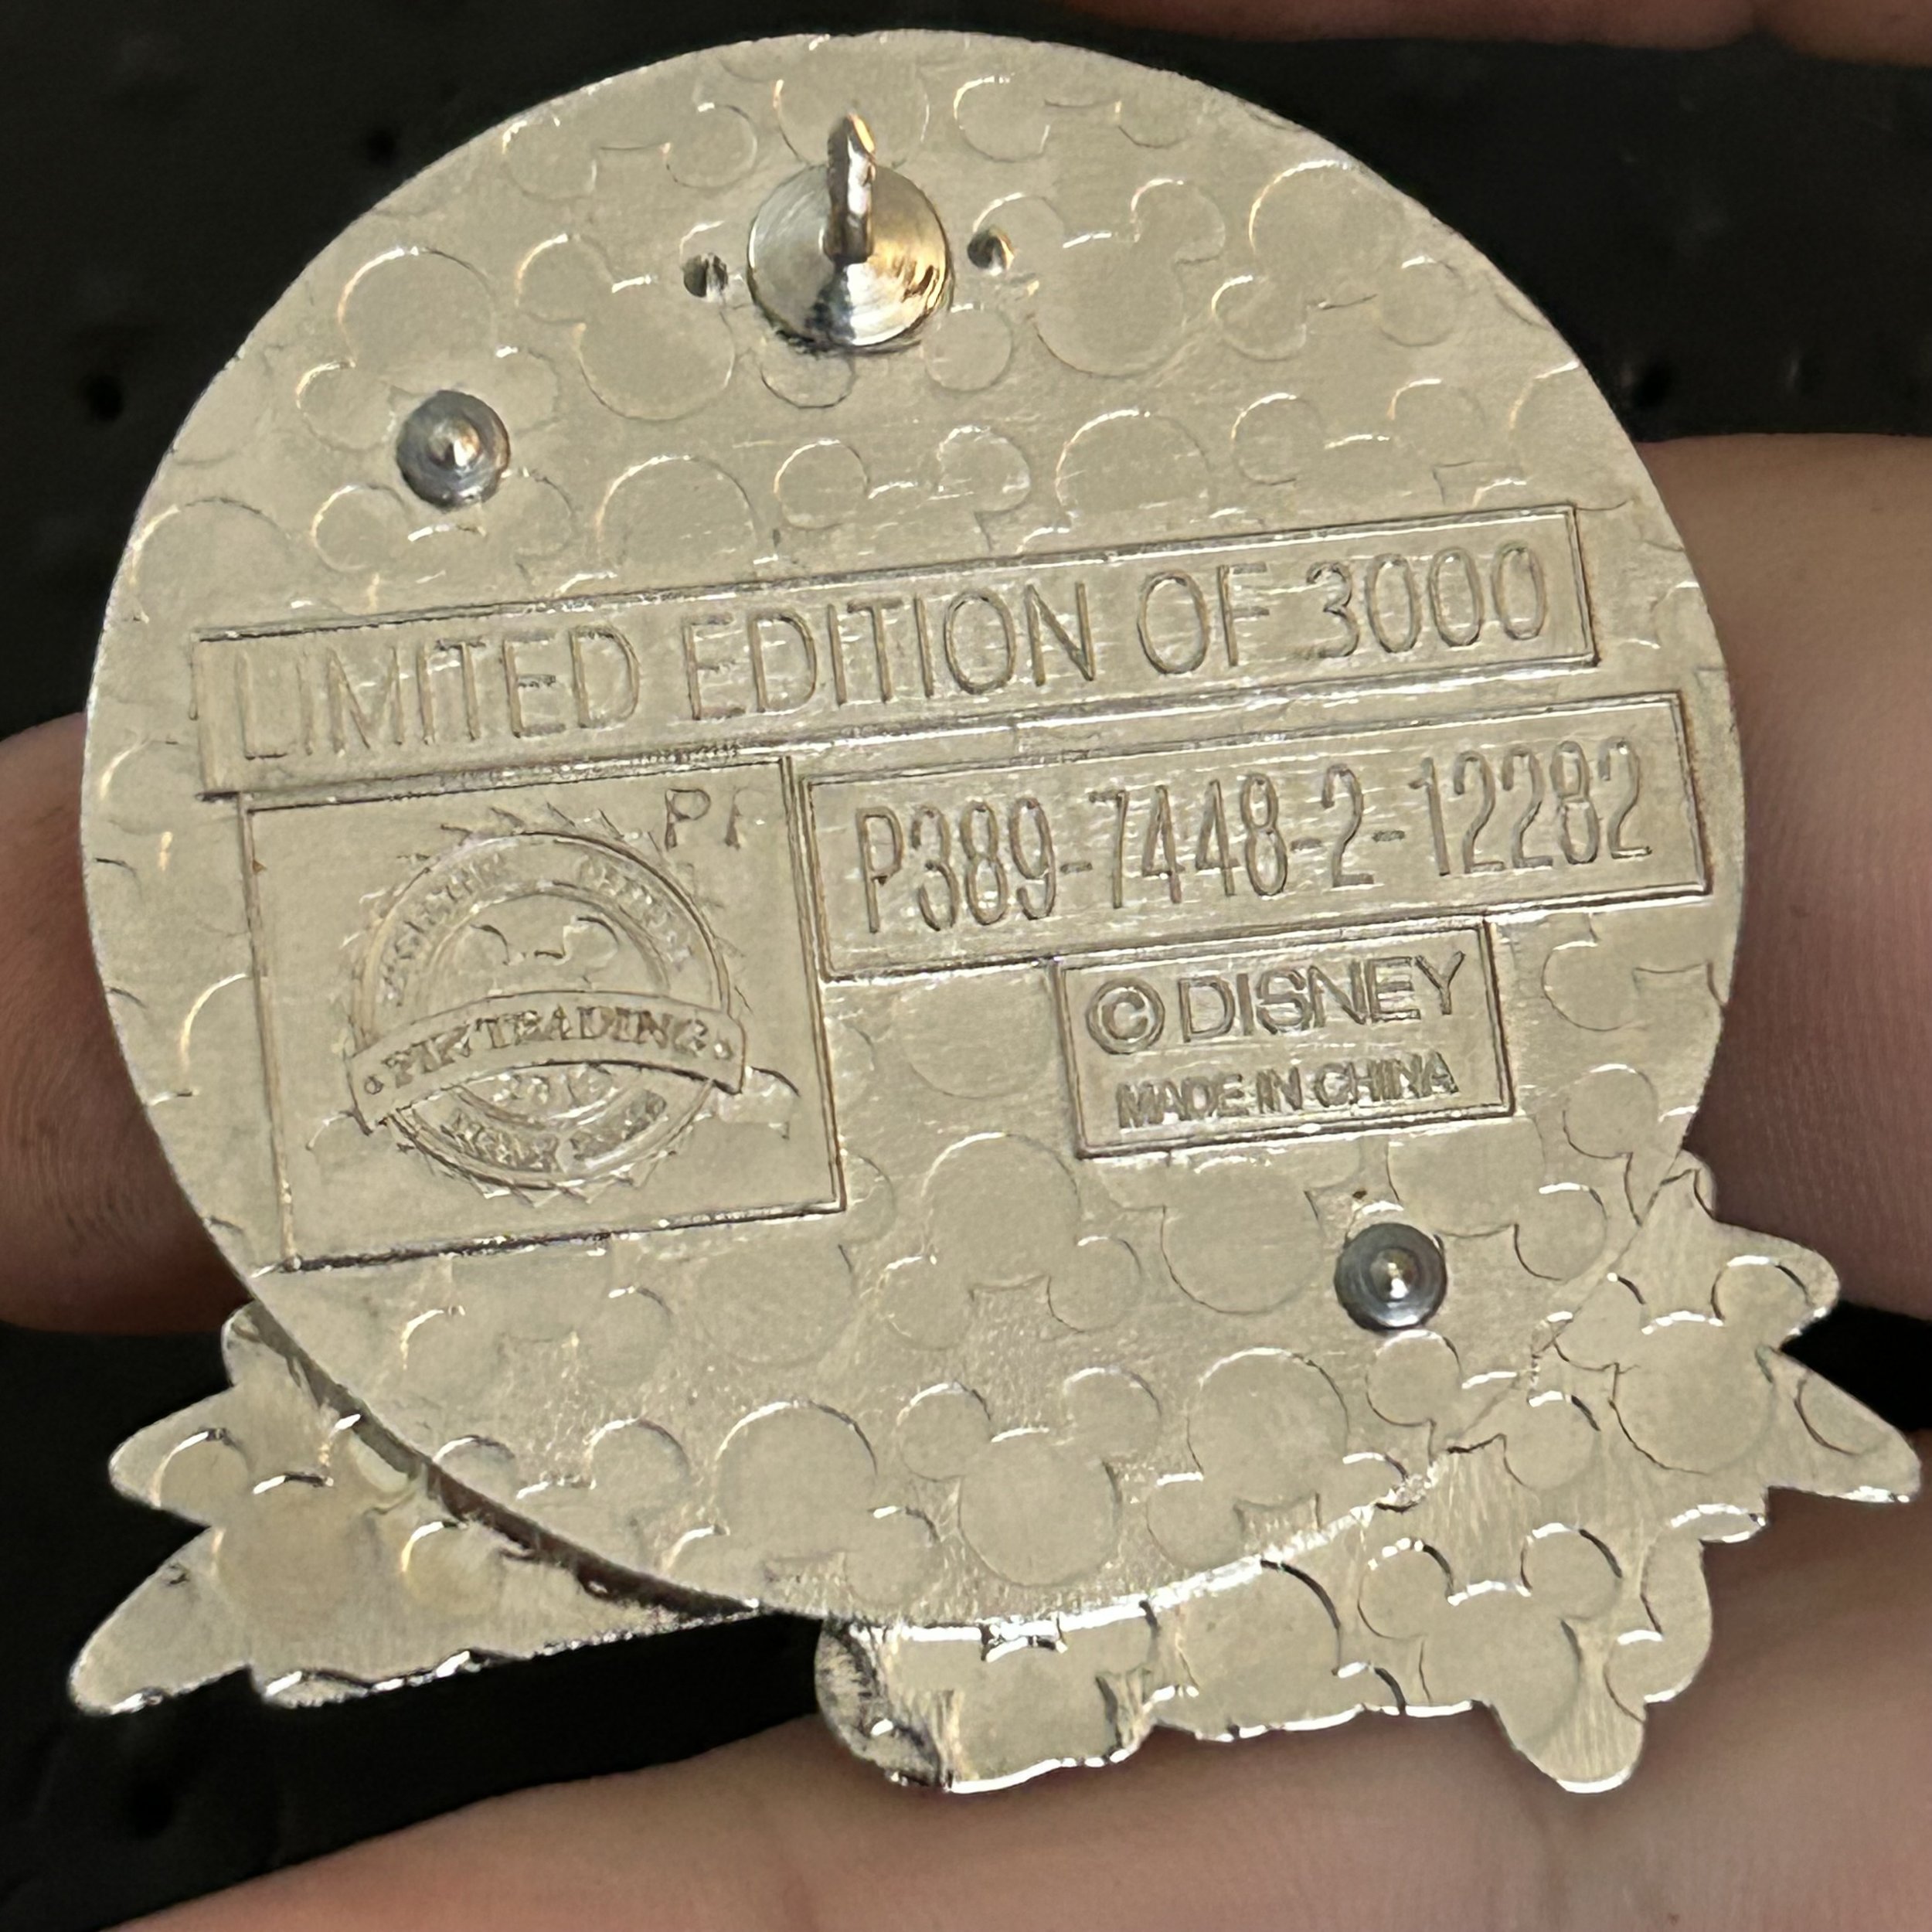 LIMITED EDITION OF 3000
P389-7448-2-12282
· PIN TRADING ·
© DISNEY
MADE IN CHINA